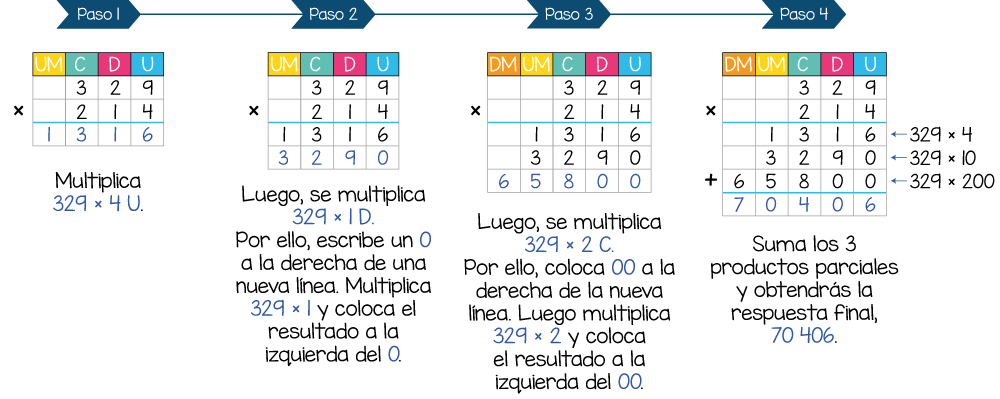 Paso 1
Paso 2
Paso 3
Paso 4
UM C D U
3 2 9
× 2 1 4
1 3 1 6
Multiplica
329 × 4 U.
UM C D U
3 2 9
× 2 1 4
1 3 1 6
3 2 9 0
Luego, se multiplica
329 × 1 D.
Por ello, escribe un 0
a la derecha de una
nueva línea. Multiplica
329 × 1 y coloca el
resultado a la
izquierda del 0.
DM UM C D U
3 2 9
× 2 1 4
1 3 1 6
3 2 9 0
6 5 8 0 0
Luego, se multiplica
329 × 2 C.
Por ello, coloca 00 a la
derecha de la nueva
línea. Luego multiplica
329 × 2 y coloca
el resultado a la
izquierda del 00.
DM UM C D U
3 2 9
× 2 1 4
1 3 1 6 ← 329 × 4
3 2 9 0 ← 329 × 10
+ 6 5 8 0 0 ← 329 × 200
7 0 4 0 6
Suma los 3
productos parciales
y obtendrás la
respuesta final,
70 406.